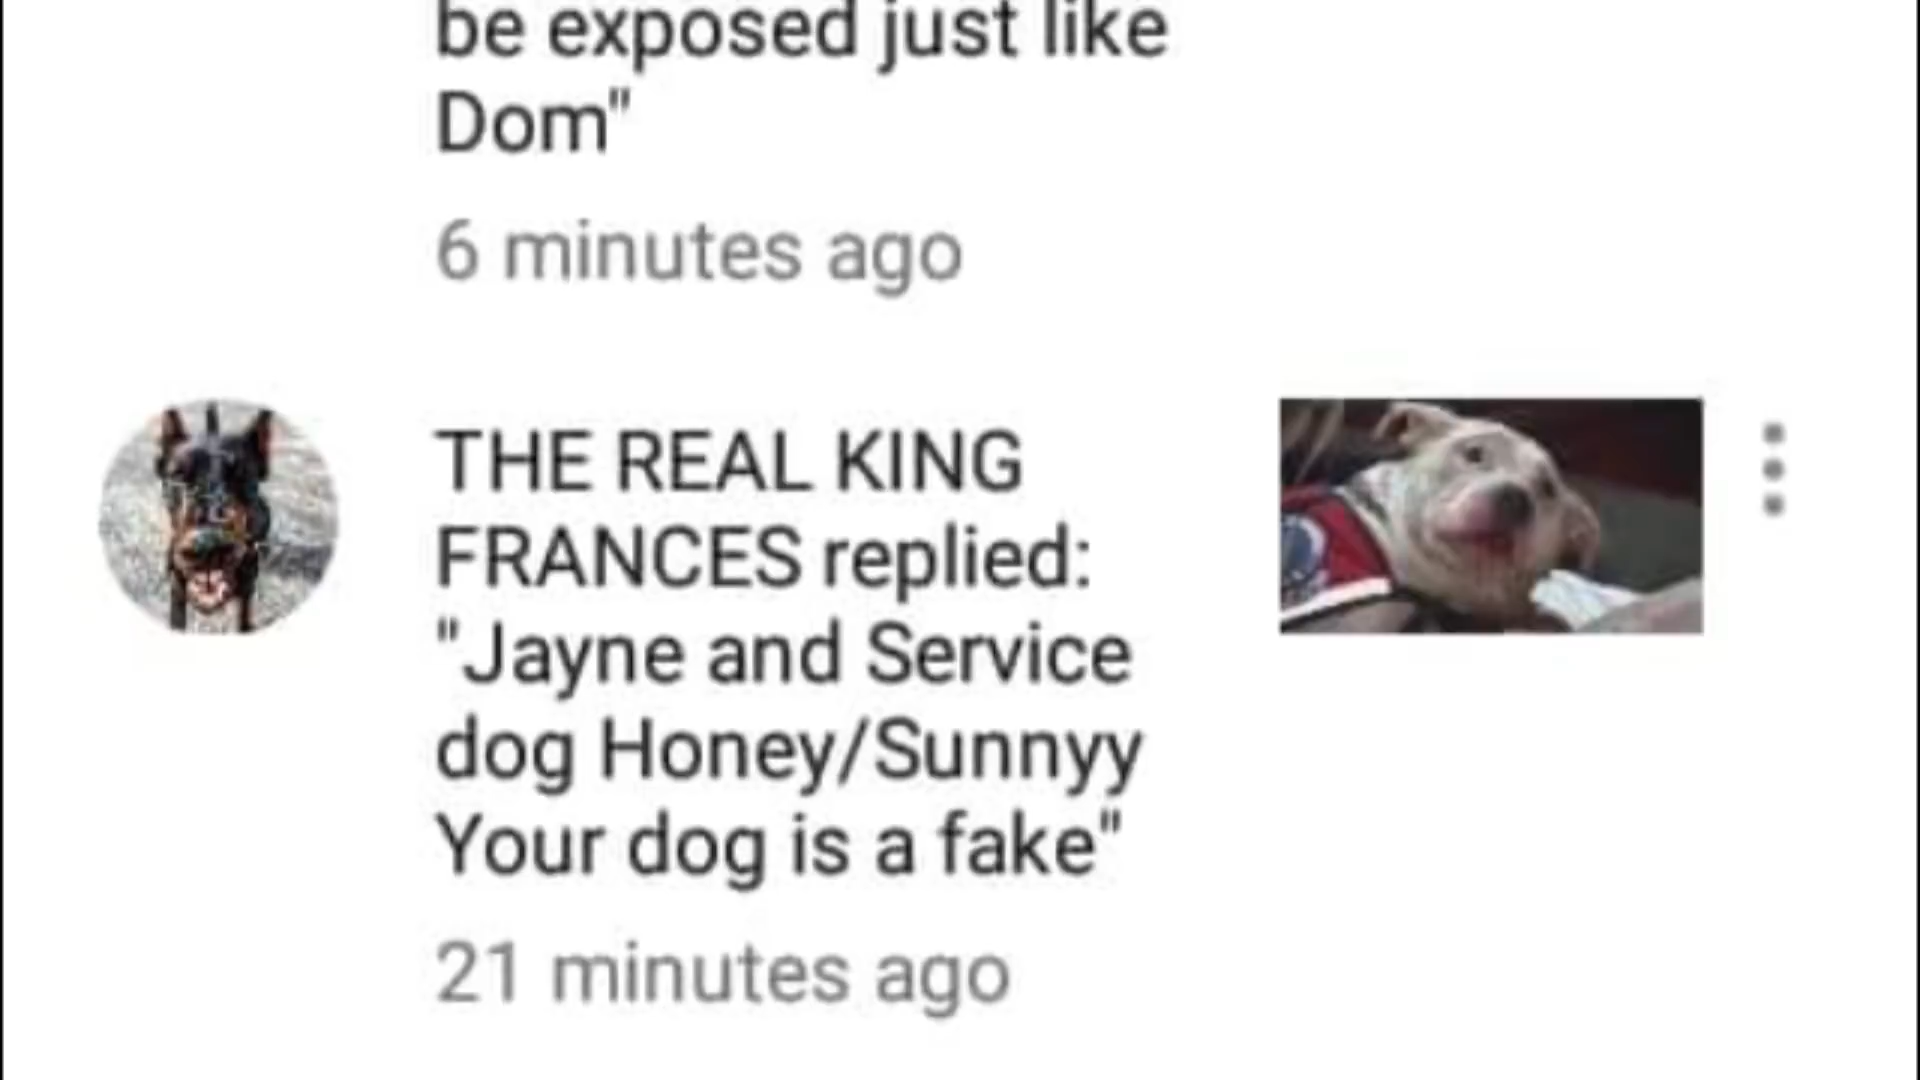 be exposed just like
Dom"
6 minutes ago
THE REAL KING
FRANCES replied:
"Jayne and Service
dog Honey/Sunnyy
Your dog is a fake"
21 minutes ago